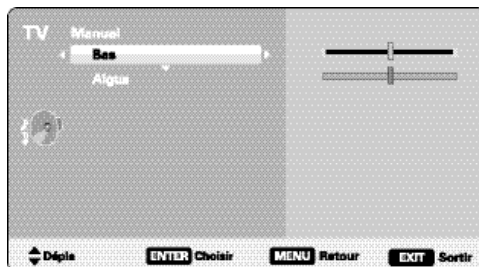 TV
Manuel
Bas
Aigus
Dépla
ENTER Choisir
MENU Retour
EXIT Sortir